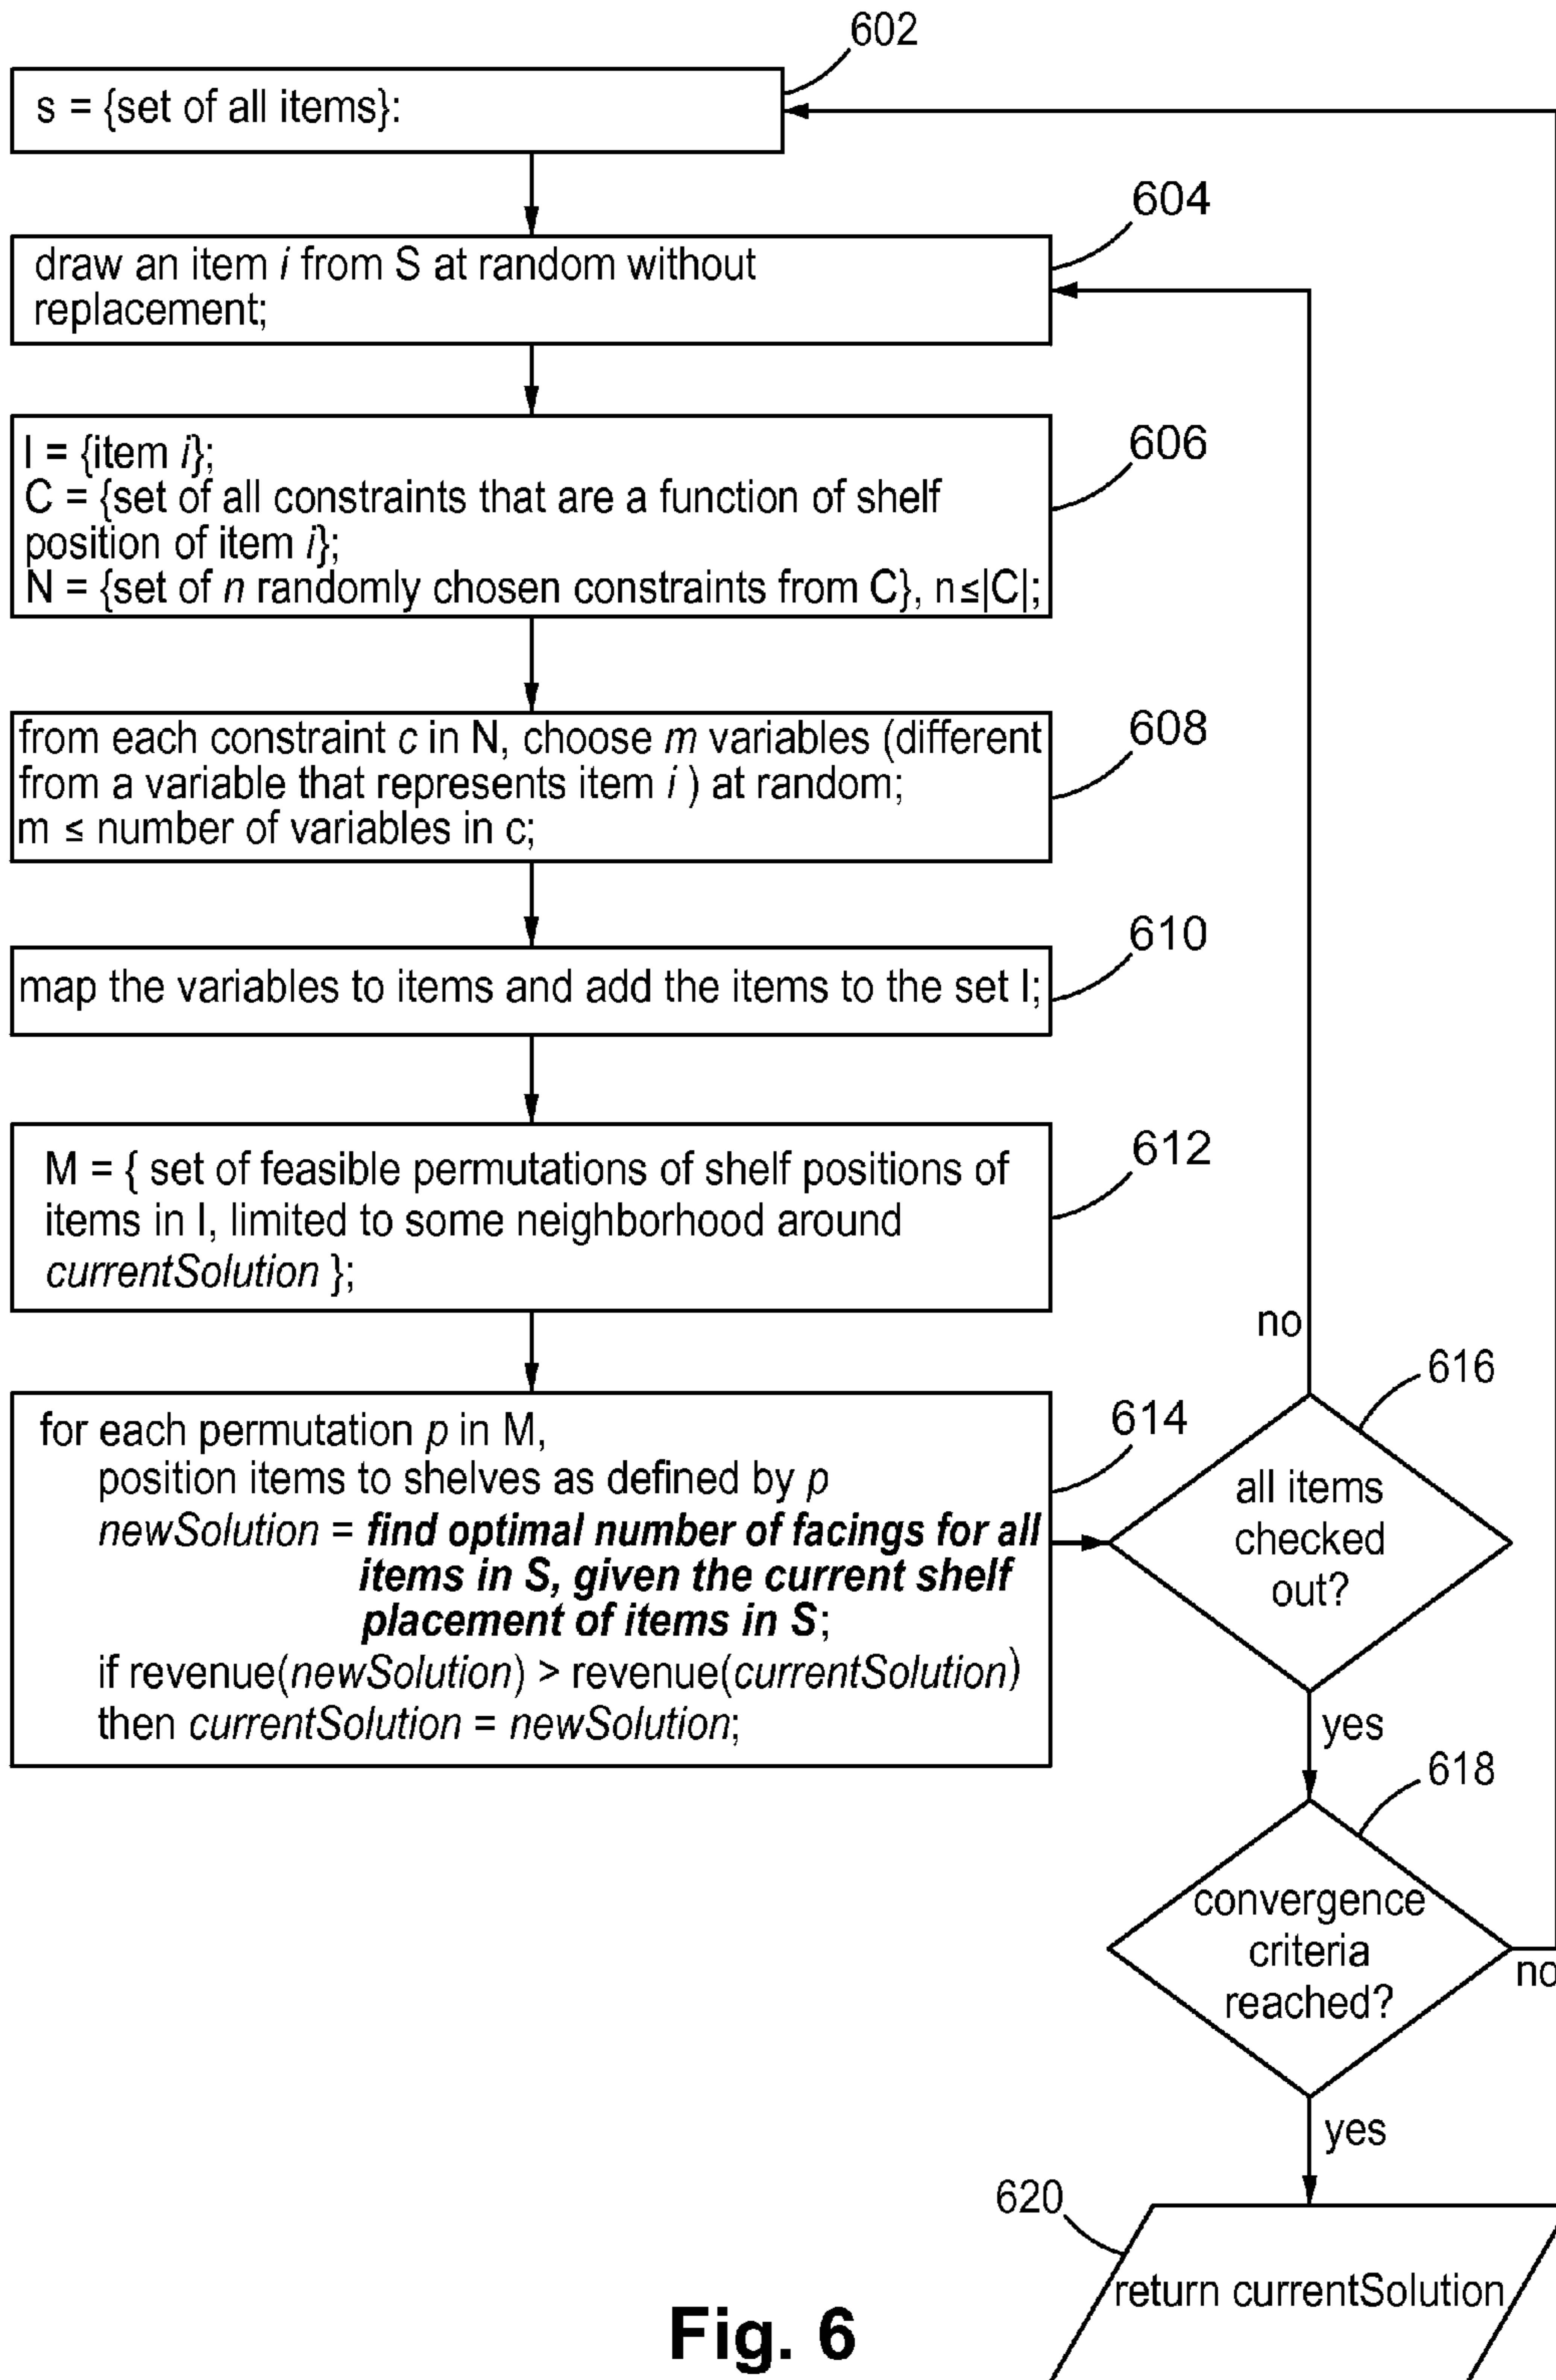 602
s = {set of all items}:
604
draw an item i from S at random without
replacement;
606
I = {item i};
C = {set of all constraints that are a function of shelf
position of item i};
N = {set of n randomly chosen constraints from C}, n≤|C|;
608
from each constraint c in N, choose m variables (different
from a variable that represents item i ) at random;
m ≤ number of variables in c;
610
map the variables to items and add the items to the set I;
612
M = { set of feasible permutations of shelf positions of
items in I, limited to some neighborhood around
currentSolution };
614
for each permutation p in M,
position items to shelves as defined by p
newSolution = find optimal number of facings for all
items in S, given the current shelf
placement of items in S;
if revenue(newSolution) > revenue(currentSolution)
then currentSolution = newSolution;
no
616
all items
checked
out?
yes
618
convergence
criteria
reached?
no
yes
620
return currentSolution
Fig. 6